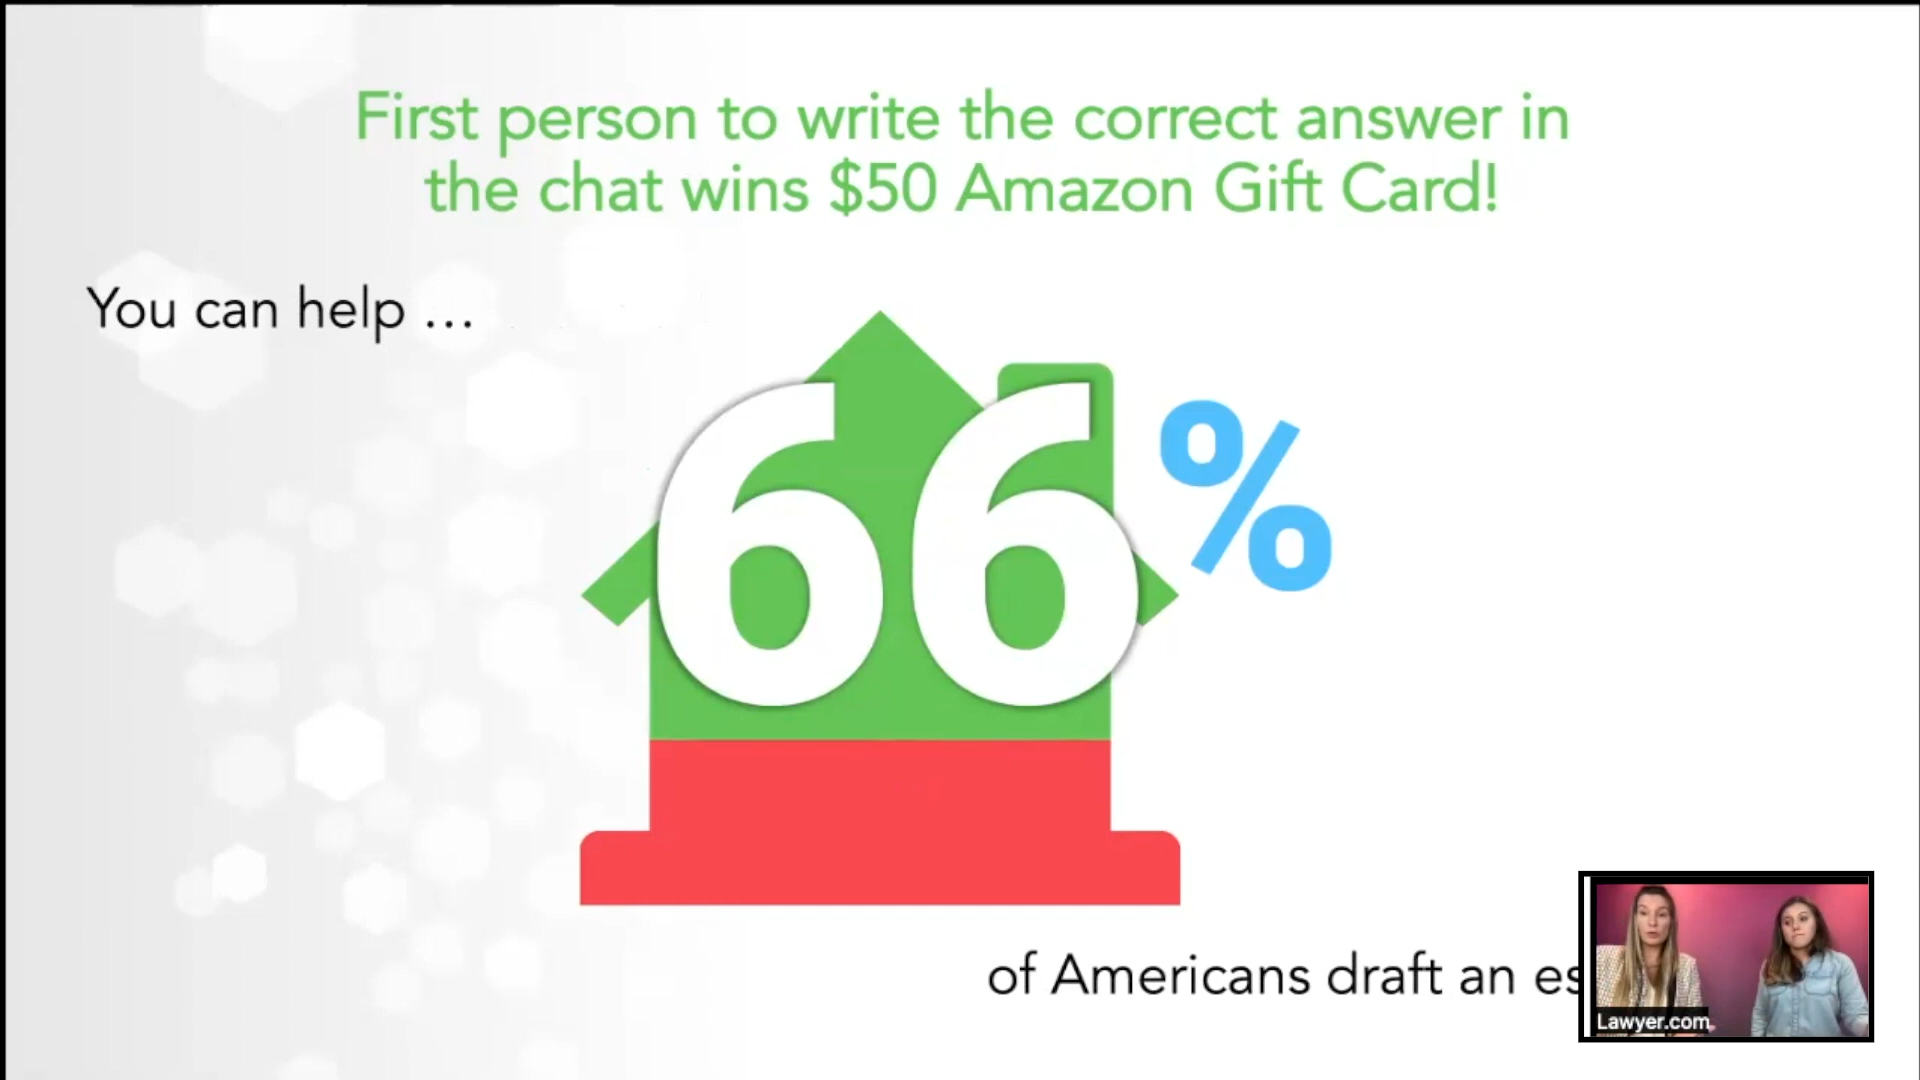 First person to write the correct answer in
the chat wins $50 Amazon Gift Card!
You can help ...
66%
of Americans draft an
Lawyer.com